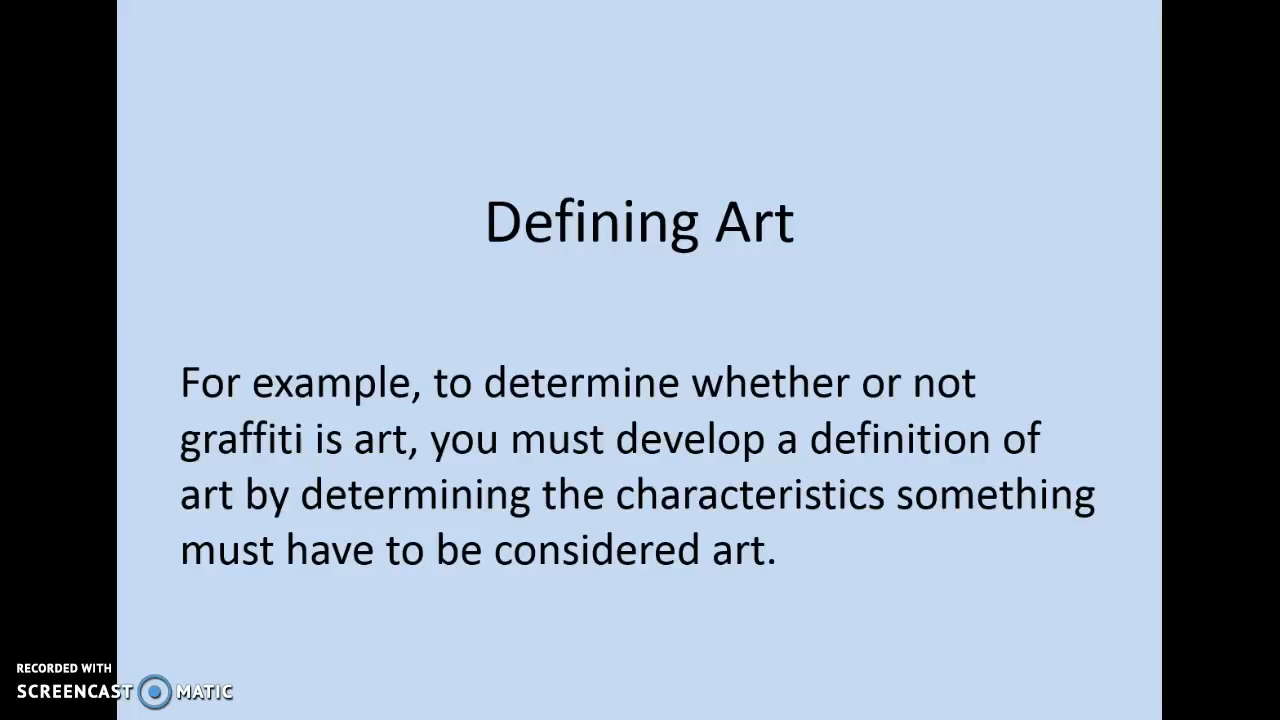 Defining Art
For example, to determine whether or not
graffiti is art, you must develop a definition of
art by determining the characteristics something
must have to be considered art.
RECORDED WITH
SCREENCAST MATIC